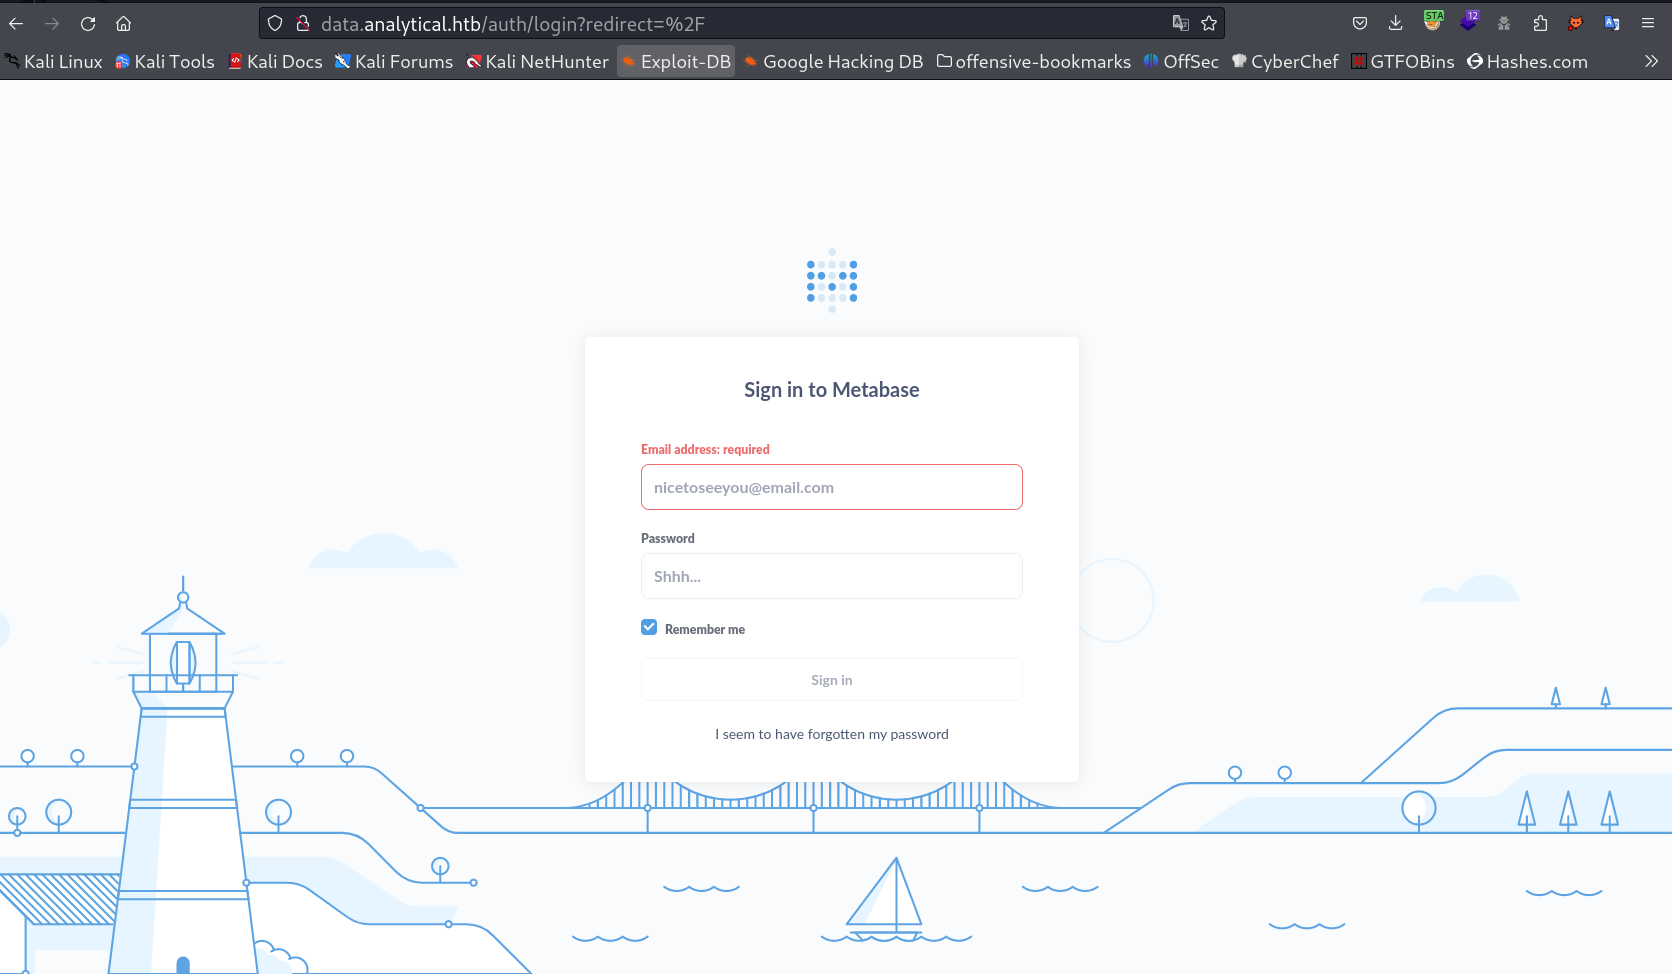 data.analytical.htb/auth/login?redirect=%2F
STA
12
Kali Linux Kali Tools Kali Docs Kali Forums Kali NetHunter Exploit-DB Google Hacking DB offensive-bookmarks OffSec CyberChef GTFOBins Hashes.com
Sign in to Metabase
Email address: required
nicetoseeyou@email.com
Password
Shhh...
Remember me
Sign in
I seem to have forgotten my password